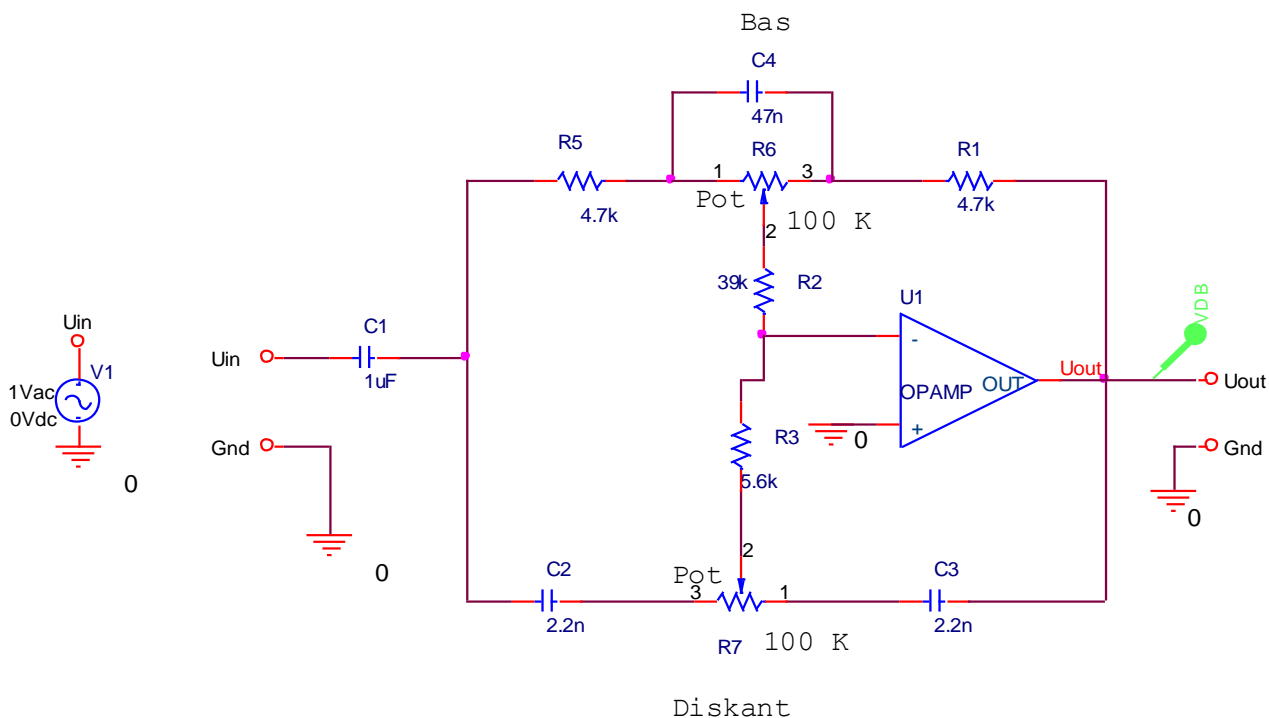 Bas
C4
47n
R5
R6
R1
1
3
4.7k
Pot
4.7k
100 K
2
39k
R2
U1
VDB
Uin
C1
-
Uin
V1
1uF
1Vac
0Vdc
OPAMP
OUT
Uout
Uout
+
0
R3
Gnd
Gnd
0
5.6k
0
0
2
C2
Pot
C3
3
1
2.2n
2.2n
R7
100 K
Diskant